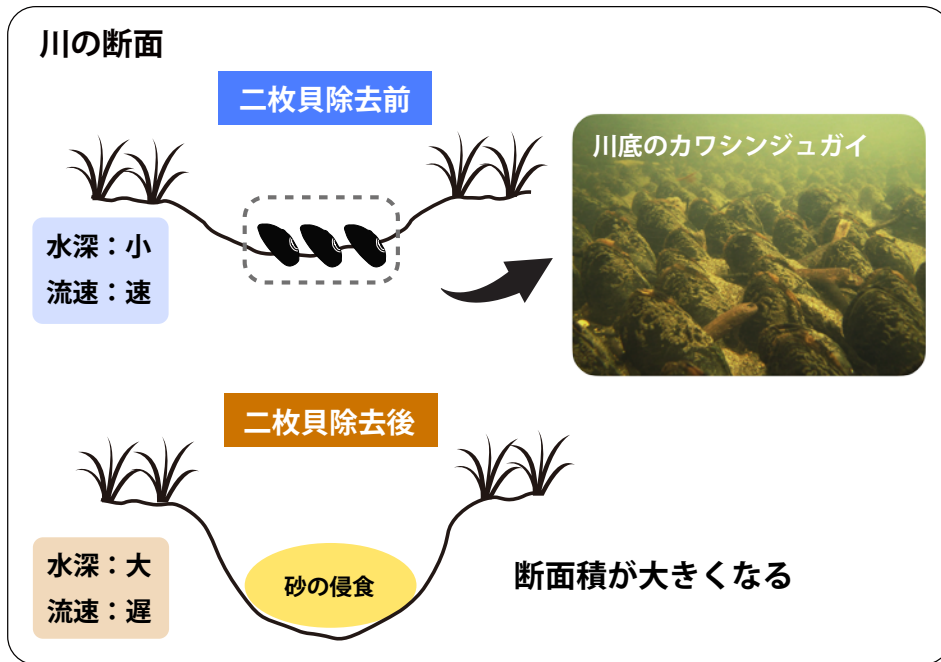 川の断面
二枚貝除去前
川底のカワシンジュガイ
水深：小
流速：速
二枚貝除去後
水深：大
流速：遅
砂の侵食
断面積が大きくなる